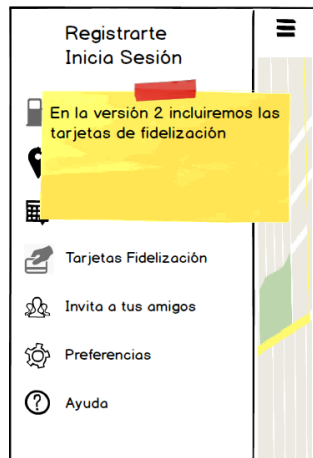 Registrarte
Inicia Sesión
En la versión 2 incluiremos las
tarjetas de fidelización
Tarjetas Fidelización
Invita a tus amigos
Preferencias
Ayuda